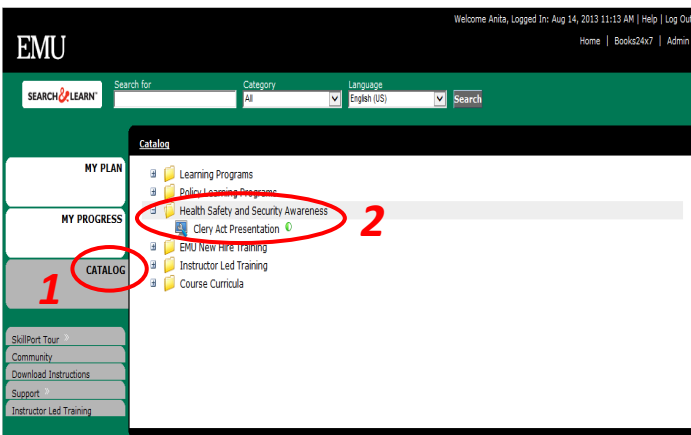 Welcome Anita, Logged In: Aug 14, 2013 11:13 AM | Help | Log Out
EMU
Home | Books24x7 | Admin
SEARCH & LEARN
Search for
Category
Language
All
English (US)
Search
Catalog
MY PLAN
MY PROGRESS
CATALOG
1
Learning Programs
Policy Learning Programs
Health Safety and Security Awareness
2
Clery Act Presentation
EMU New Hire Training
Instructor Led Training
Course Curricula
SkillPort Tour »
Community
Download Instructions
Support »
Instructor Led Training